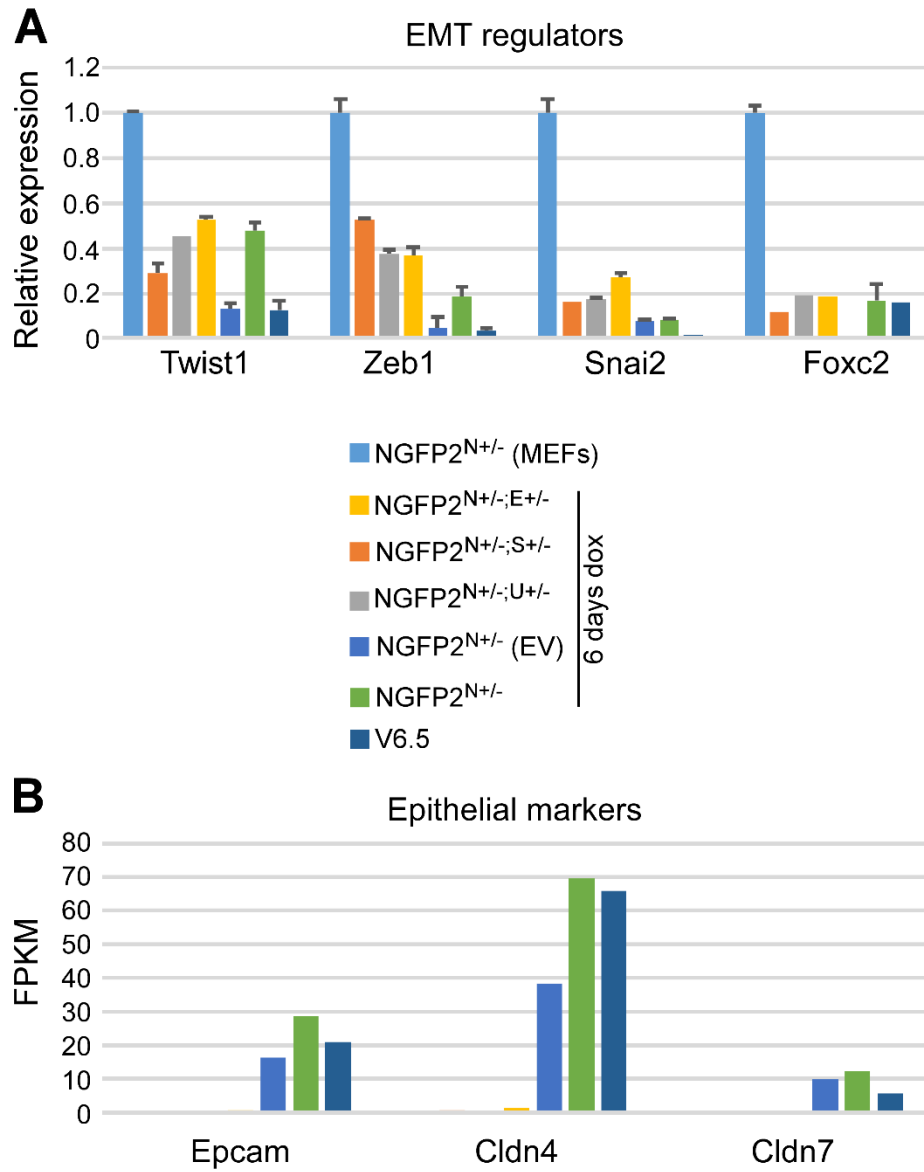 A
EMT regulators
Relative expression
1.2
1.0
0.8
0.6
0.4
0.2
0
Twist1 Zeb1 Snai2 Foxc2
NGFP2N+/- (MEFs)
NGFP2N+/-;E+/-
NGFP2N+/-;S+/-
NGFP2N+/-;U+/-
NGFP2N+/- (EV)
NGFP2N+/-
V6.5
6 days dox
B
Epithelial markers
FPKM
80
70
60
50
40
30
20
10
0
Epcam Cldn4 Cldn7